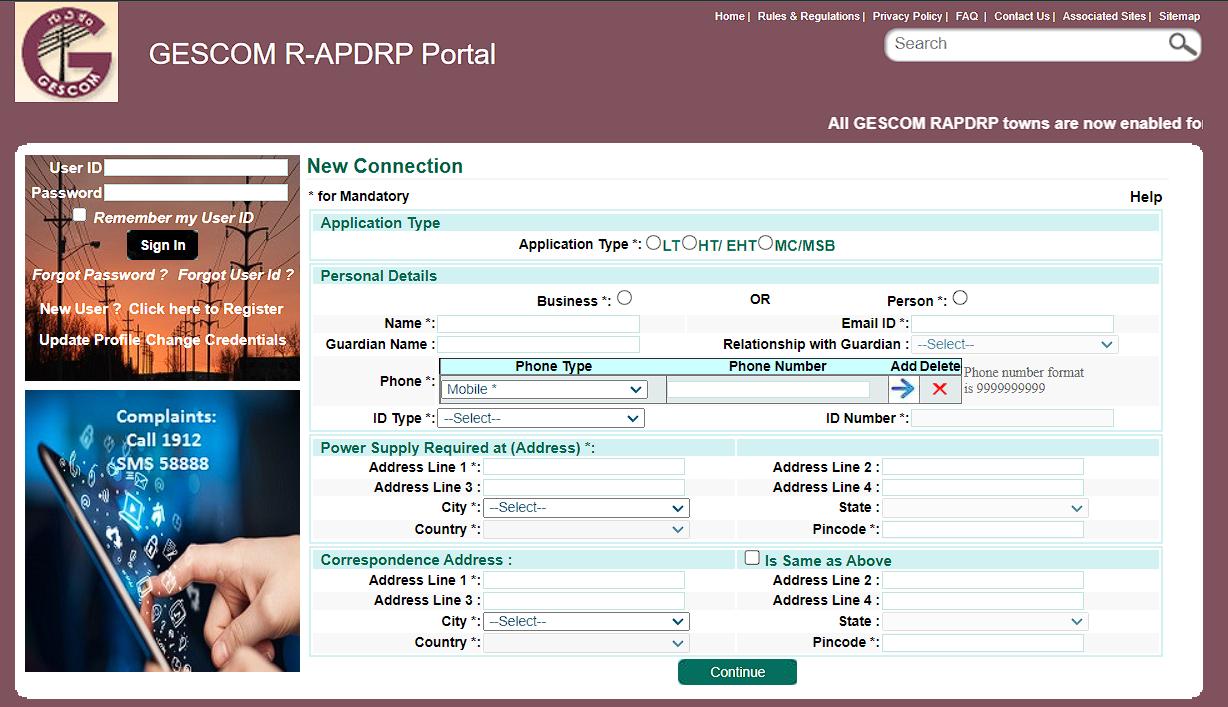 Home | Rules & Regulations | Privacy Policy | FAQ | Contact Us | Associated Sites | Sitemap
ಗು ವಿ ಸ ಕಂ
GESCOM
GESCOM R-APDRP Portal
Search
All GESCOM RAPDRP towns are now enabled for
User ID
Password
Remember my User ID
Sign In
Forgot Password ? Forgot User Id ?
New User ? Click here to Register
Update Profile Change Credentials
Complaints:
Call 1912
SMS 58888
New Connection
* for Mandatory Help
Application Type
Application Type *: LT HT/ EHT MC/MSB
Personal Details
Business *: OR Person *:
Name *: Email ID *:
Guardian Name : Relationship with Guardian : --Select--
Phone Type Phone Number Add Delete
Phone *: Mobile * Phone number format
is 9999999999
ID Type *: --Select-- ID Number *:
Power Supply Required at (Address) *:
Address Line 1 *: Address Line 2 :
Address Line 3 : Address Line 4 :
City *: --Select-- State :
Country *: Pincode *:
Correspondence Address : Is Same as Above
Address Line 1 *: Address Line 2 :
Address Line 3 : Address Line 4 :
City *: --Select-- State :
Country *: Pincode *:
Continue